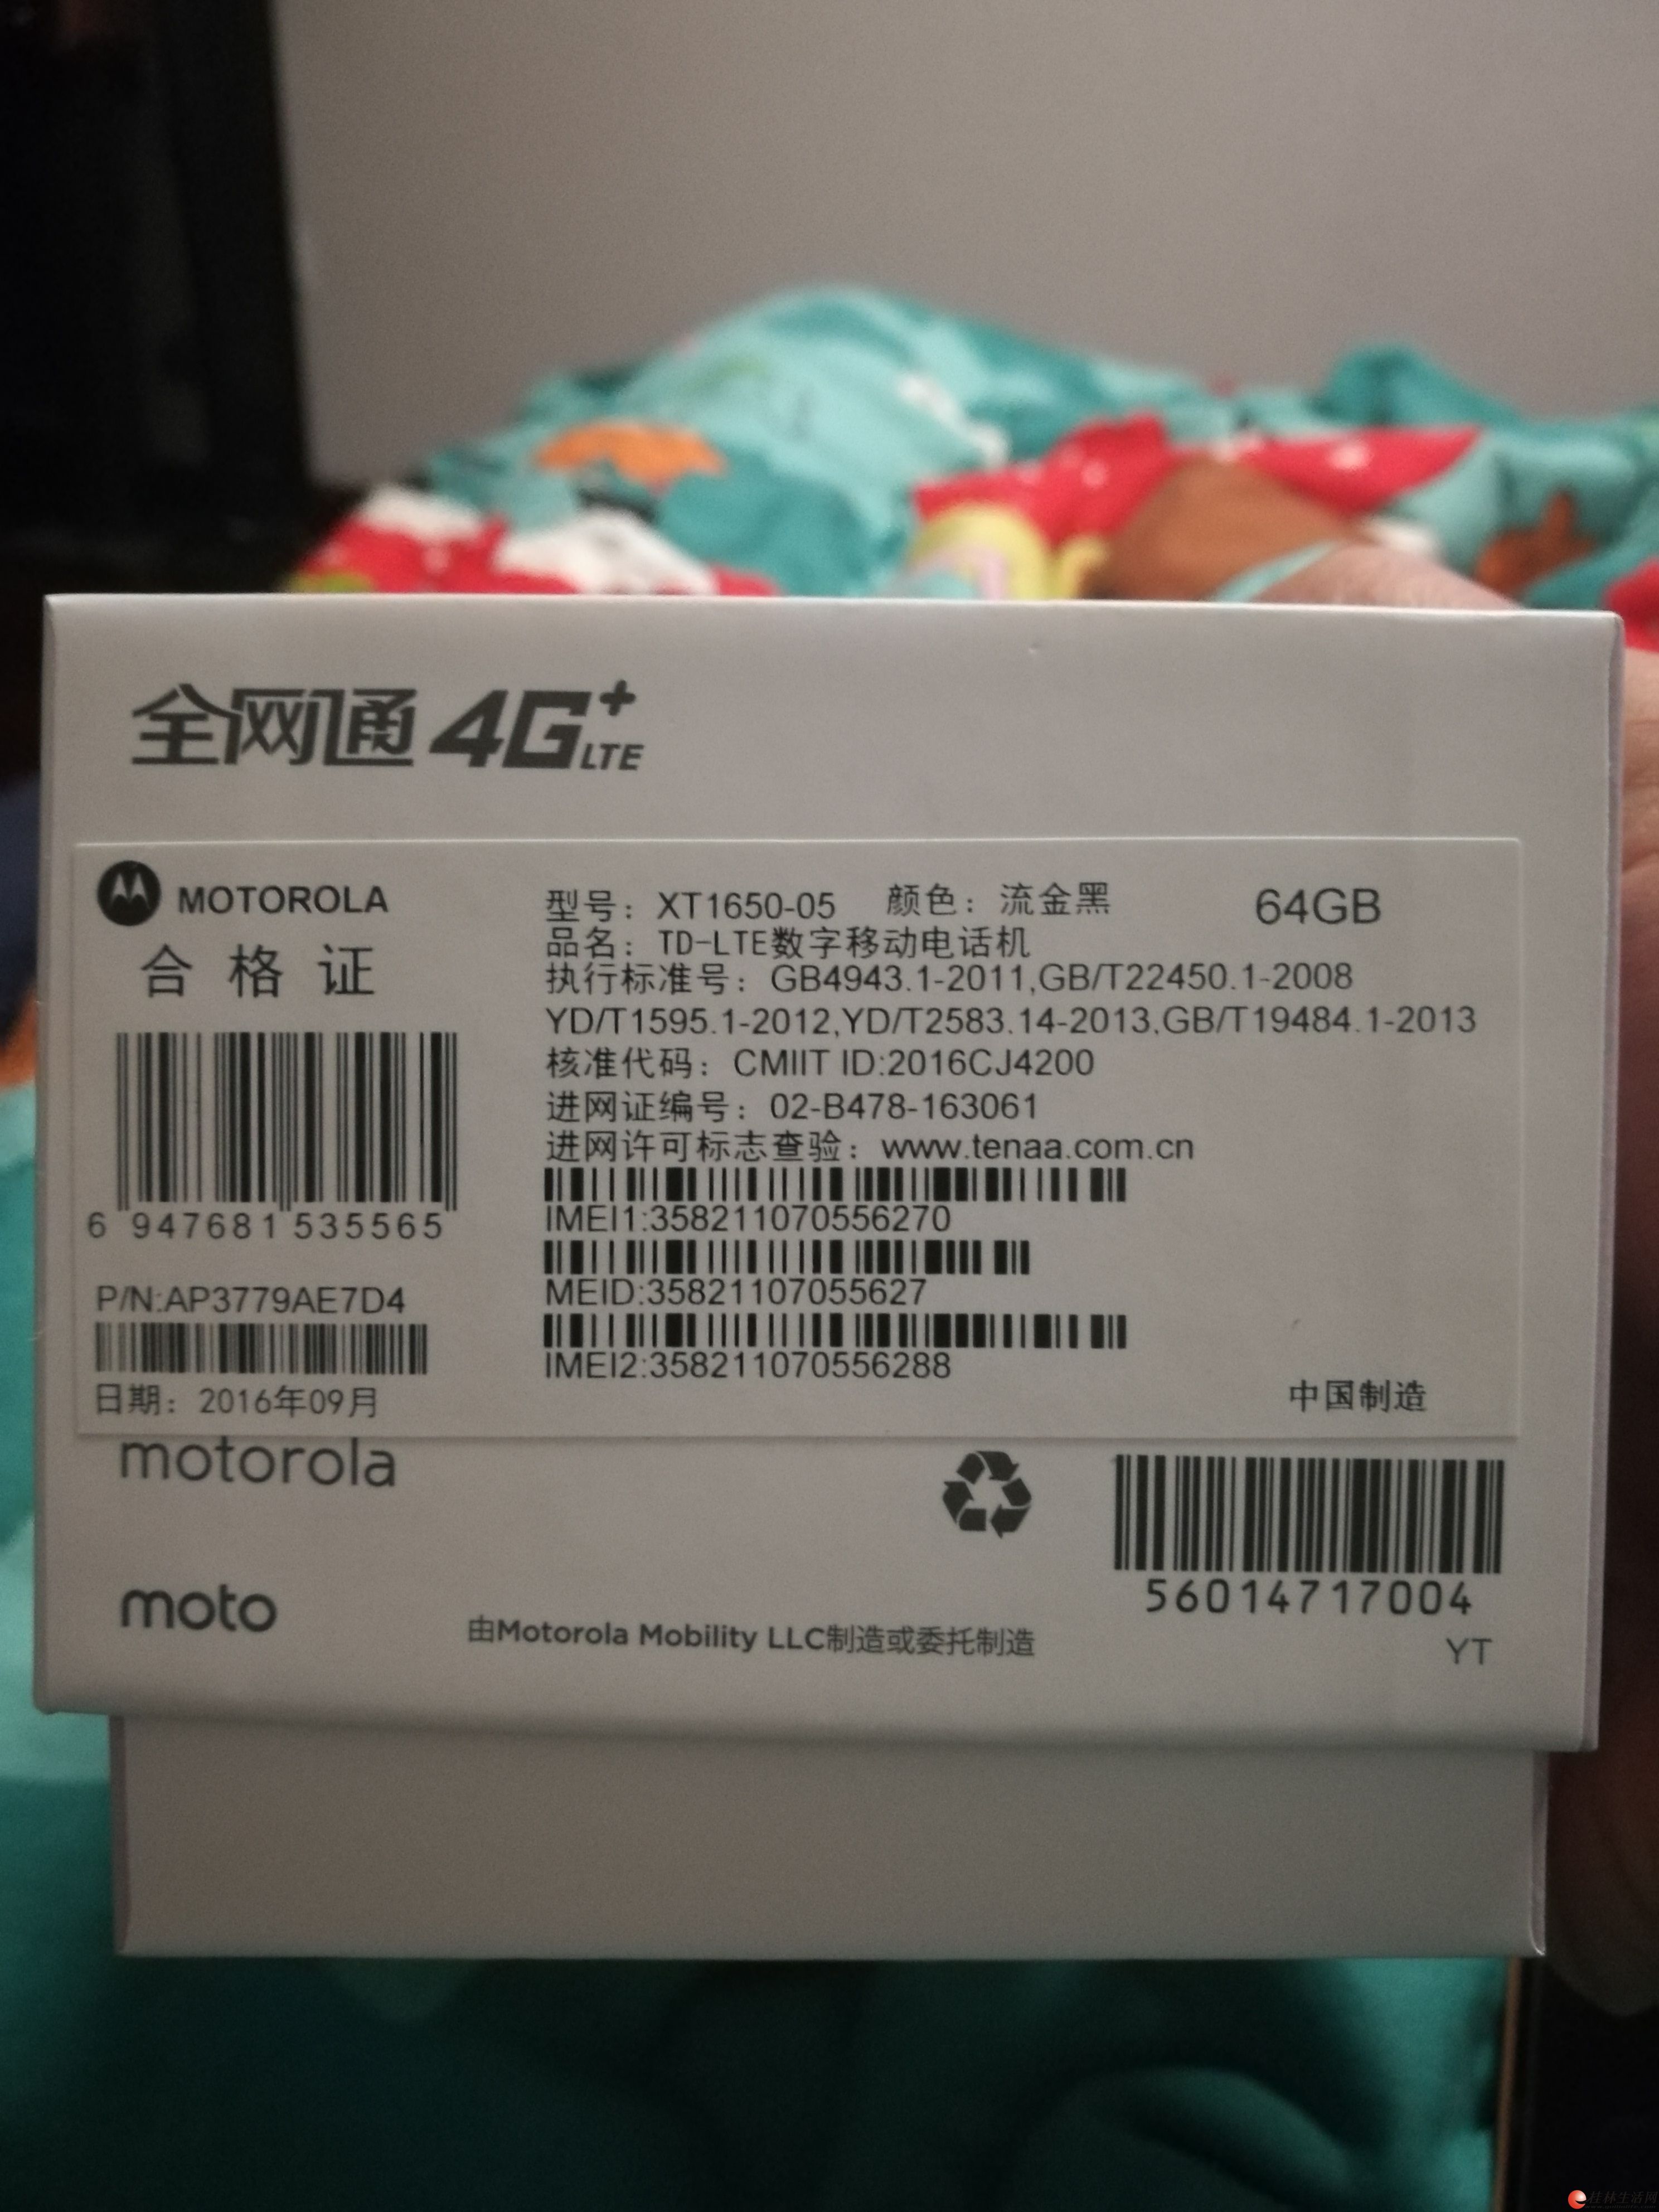 全网通 4G+ LTE
MOTOROLA
合格证
6 947681 535565
P/N:AP3779AE7D4
日期：2016年09月
型号：XT1650-05 颜色：流金黑 64GB
品名：TD-LTE数字移动电话机
执行标准号：GB4943.1-2011,GB/T22450.1-2008
YD/T1595.1-2012,YD/T2583.14-2013,GB/T19484.1-2013
核准代码：CMIIT ID:2016CJ4200
进网证编号：02-B478-163061
进网许可标志查验：www.tenaa.com.cn
IMEI1:358211070556270
MEID:35821107055627
IMEI2:358211070556288
中国制造
motorola
moto
由Motorola Mobility LLC制造或委托制造
56014717004
YT
桂林生活网